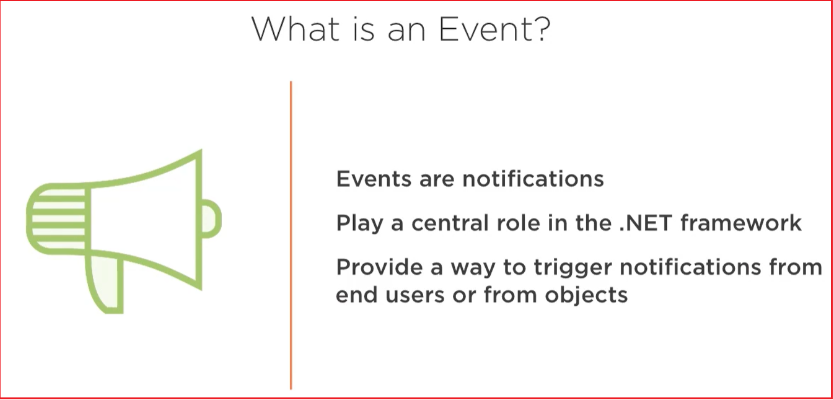 What is an Event?
Events are notifications
Play a central role in the .NET framework
Provide a way to trigger notifications from
end users or from objects